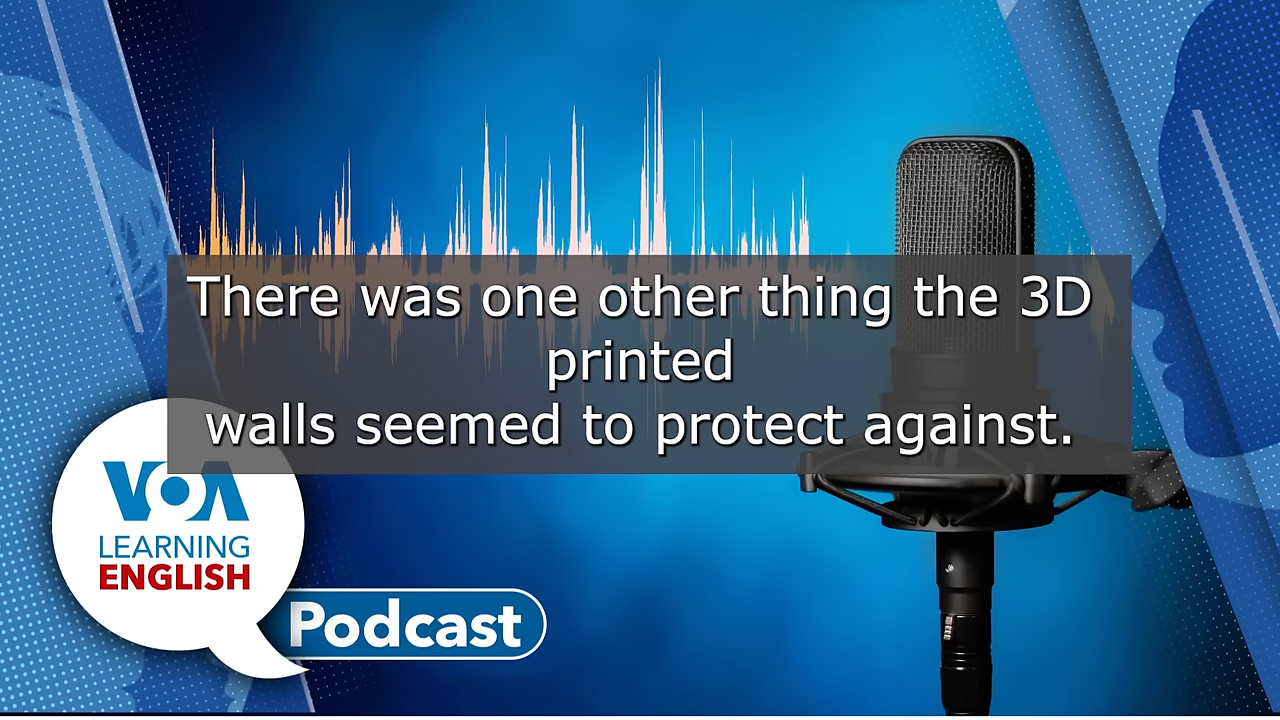 There was one other thing the 3D
printed
walls seemed to protect against.
VOA
LEARNING
ENGLISH
Podcast